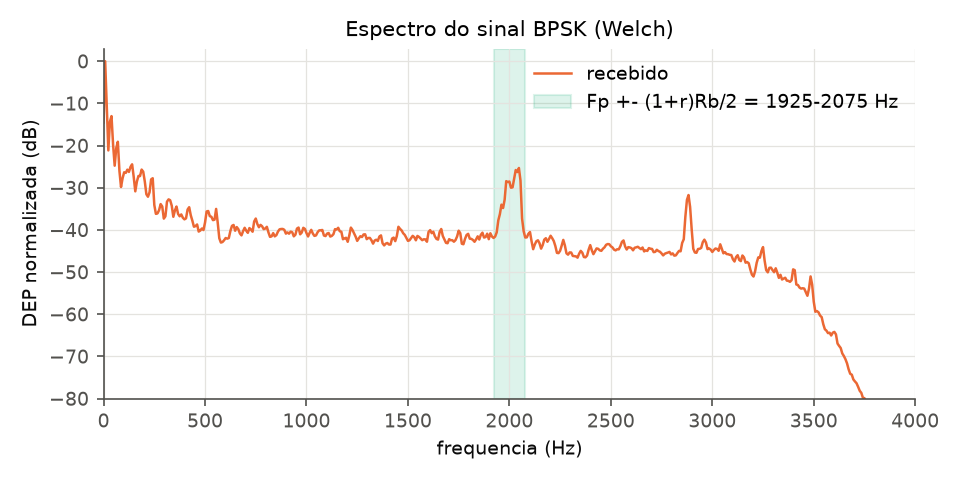 Espectro do sinal BPSK (Welch)
recebido
Fp +- (1+r)Rb/2 = 1925-2075 Hz
DEP normalizada (dB)
0
−10
−20
−30
−40
−50
−60
−70
−80
0 500 1000 1500 2000 2500 3000 3500 4000
frequencia (Hz)